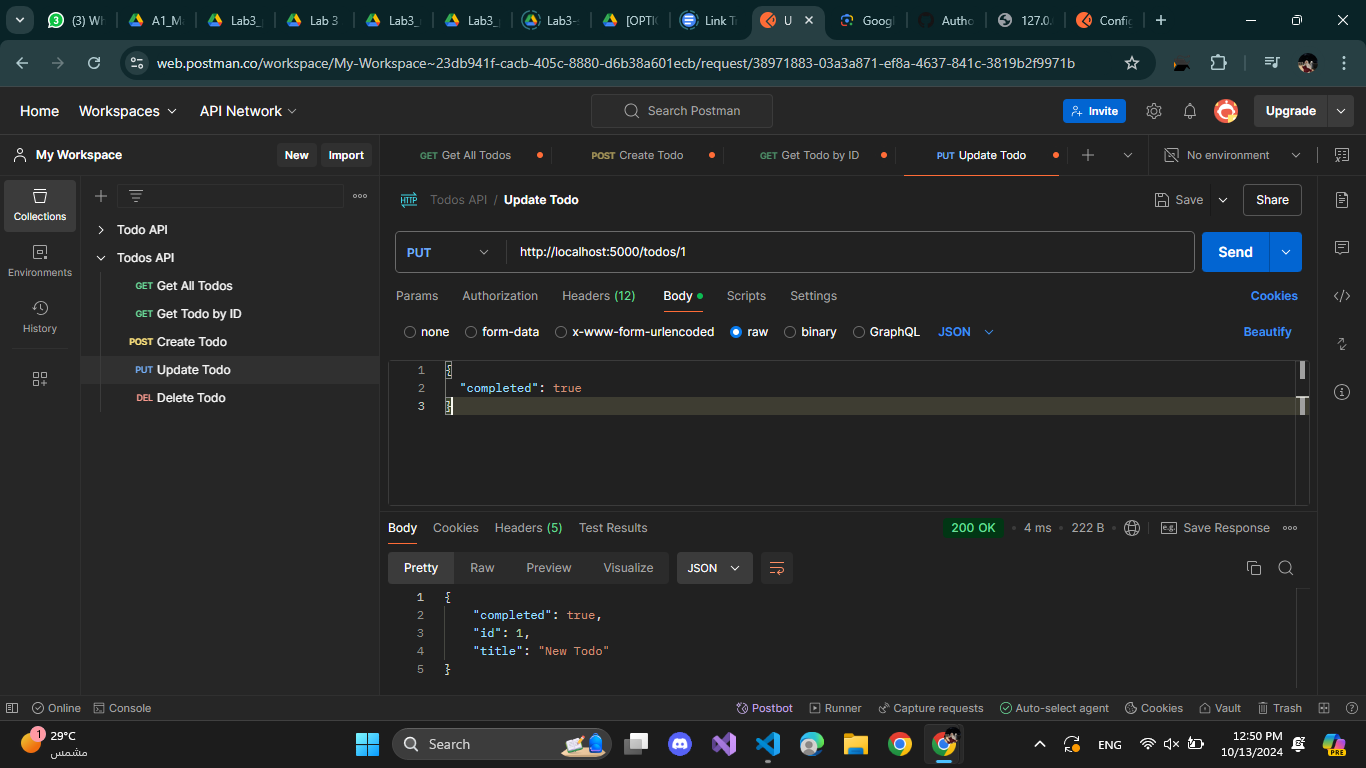 (3) WH
A1_Ma
Lab3_
Lab 3
Lab3_
Lab3_
Lab3-s
[OPTIO
Link Tr
U
Googl
Autho
127.0.
Config
web.postman.co/workspace/My-Workspace~23db941f-cacb-405c-8880-d6b38a601ecb/request/38971883-03a3a871-ef8a-4637-841c-3819b2f9971b
Home Workspaces API Network Search Postman Invite Upgrade
My Workspace New Import GET Get All Todos POST Create Todo GET Get Todo by ID PUT Update Todo No environment
Collections
Environments
History
Todo API
Todos API
GET Get All Todos
GET Get Todo by ID
POST Create Todo
PUT Update Todo
DEL Delete Todo
HTTP Todos API / Update Todo Save Share
PUT http://localhost:5000/todos/1 Send
Params Authorization Headers (12) Body Scripts Settings Cookies
none form-data x-www-form-urlencoded raw binary GraphQL JSON Beautify
1 {
2 "completed": true
3 }
Body Cookies Headers (5) Test Results 200 OK 4 ms 222 B e.g. Save Response
Pretty Raw Preview Visualize JSON
1 {
2 "completed": true,
3 "id": 1,
4 "title": "New Todo"
5 }
Online Console Postbot Runner Capture requests Auto-select agent Cookies Vault Trash
1 29°C
مشمس
Search
ENG
12:50 PM
10/13/2024
PRE